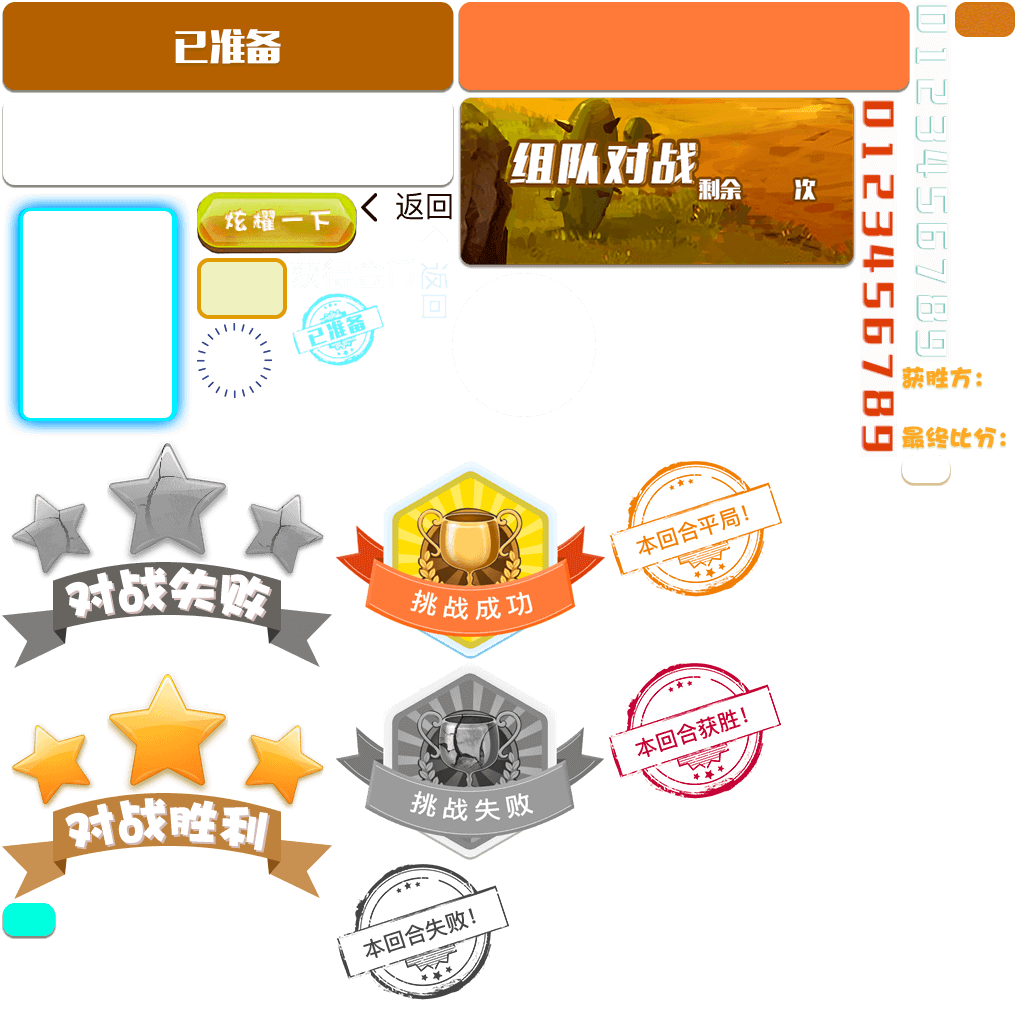 已准备
组队对战
剩余 次
炫耀一下
返回
返回
已准备
0123456789
0123456789
获胜方：
最终比分：
对战失败
挑战成功
本回合平局！
对战胜利
挑战失败
本回合获胜！
本回合失败！